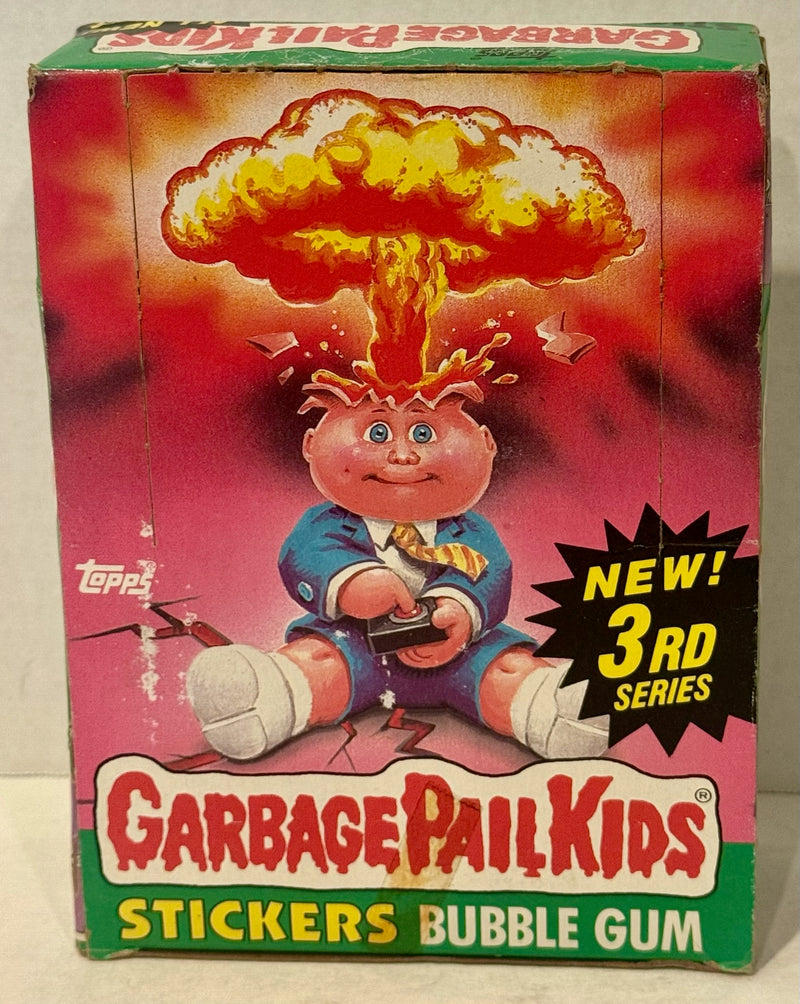 GARBAGE PAIL KIDS
topps
NEW!
3RD
SERIES
GARBAGE PAIL KIDS®
STICKERS BUBBLE GUM